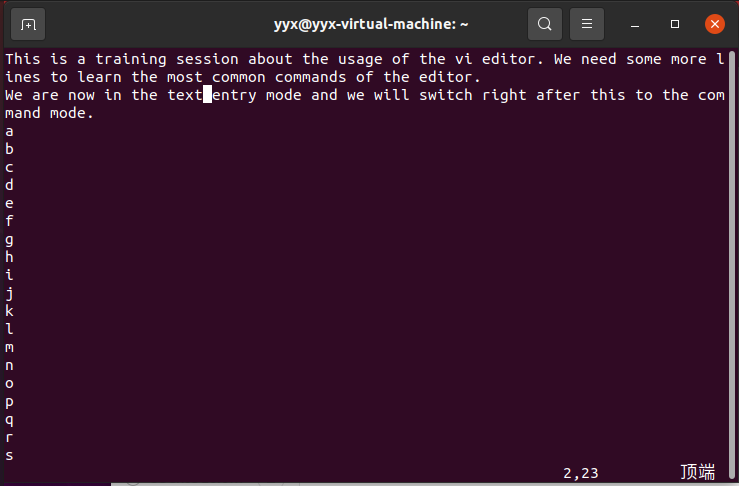 yyx@yyx-virtual-machine: ~
This is a training session about the usage of the vi editor. We need some more l
ines to learn the most common commands of the editor.
We are now in the text entry mode and we will switch right after this to the com
mand mode.
a
b
c
d
e
f
g
h
i
j
k
l
m
n
o
p
q
r
s
2,23 顶端